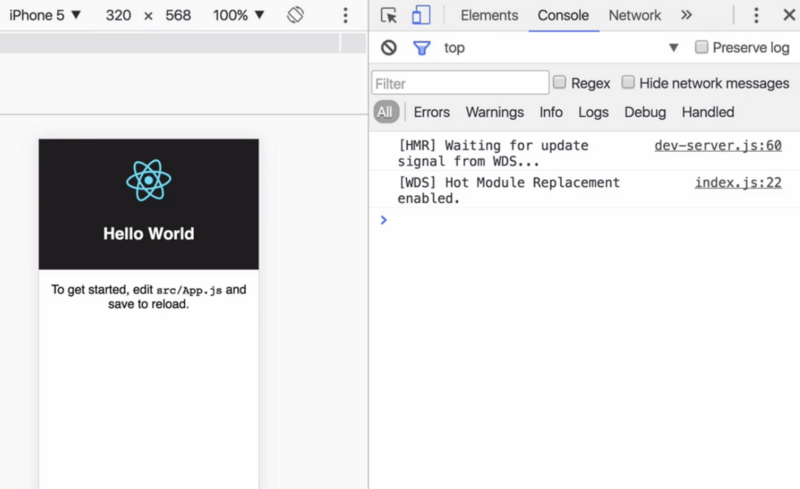 iPhone 5 ▼ 320 × 568 100% ▼
Elements Console Network »
top ▼ Preserve log
Filter Regex Hide network messages
All Errors Warnings Info Logs Debug Handled
[HMR] Waiting for update dev-server.js:60
signal from WDS...
[WDS] Hot Module Replacement index.js:22
enabled.
>
Hello World
To get started, edit src/App.js and
save to reload.